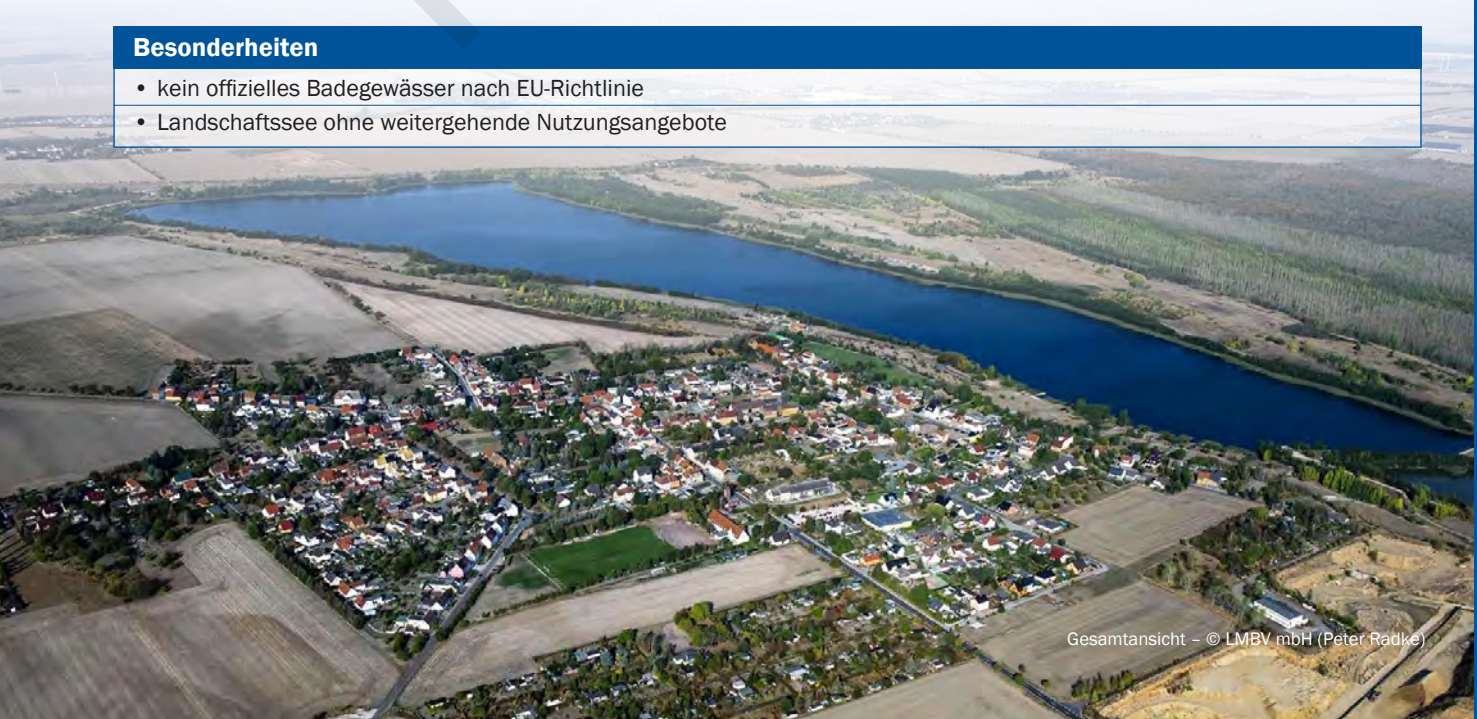 Besonderheiten
• kein offizielles Badegewässer nach EU-Richtlinie
• Landschaftssee ohne weitergehende Nutzungsangebote
Gesamtansicht – © LMBV mbH (Peter Radke)